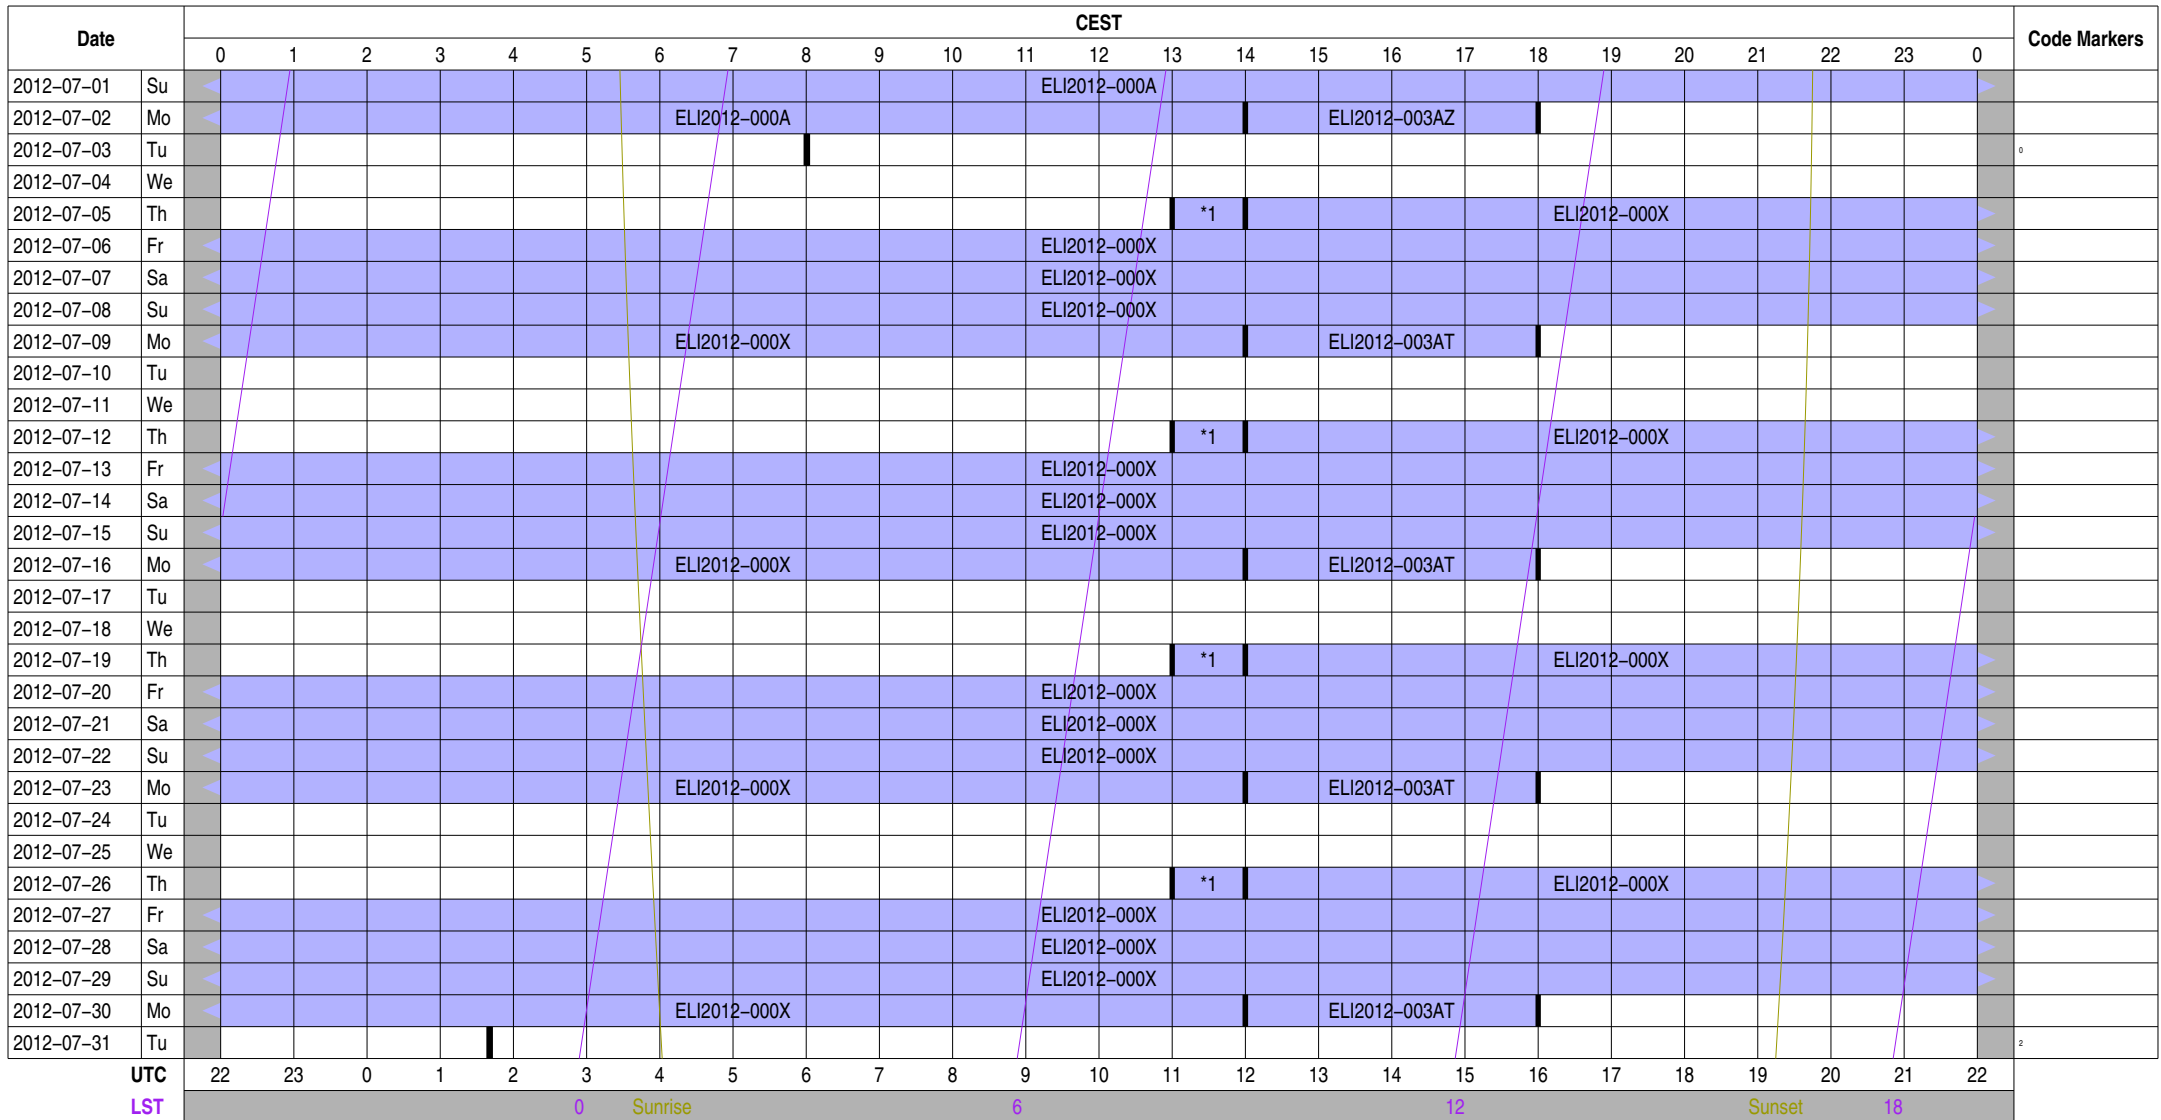 CEST
Date
Code Markers
0 1 2 3 4 5 6 7 8 9 10 11 12 13 14 15 16 17 18 19 20 21 22 23 0
2012-07-01 Su ELI2012-000A
2012-07-02 Mo ELI2012-000A ELI2012-003AZ
2012-07-03 Tu 0
2012-07-04 We
2012-07-05 Th *1 ELI2012-000X
2012-07-06 Fr ELI2012-000X
2012-07-07 Sa ELI2012-000X
2012-07-08 Su ELI2012-000X
2012-07-09 Mo ELI2012-000X ELI2012-003AT
2012-07-10 Tu
2012-07-11 We
2012-07-12 Th *1 ELI2012-000X
2012-07-13 Fr ELI2012-000X
2012-07-14 Sa ELI2012-000X
2012-07-15 Su ELI2012-000X
2012-07-16 Mo ELI2012-000X ELI2012-003AT
2012-07-17 Tu
2012-07-18 We
2012-07-19 Th *1 ELI2012-000X
2012-07-20 Fr ELI2012-000X
2012-07-21 Sa ELI2012-000X
2012-07-22 Su ELI2012-000X
2012-07-23 Mo ELI2012-000X ELI2012-003AT
2012-07-24 Tu
2012-07-25 We
2012-07-26 Th *1 ELI2012-000X
2012-07-27 Fr ELI2012-000X
2012-07-28 Sa ELI2012-000X
2012-07-29 Su ELI2012-000X
2012-07-30 Mo ELI2012-000X ELI2012-003AT
2012-07-31 Tu 2
UTC 22 23 0 1 2 3 4 5 6 7 8 9 10 11 12 13 14 15 16 17 18 19 20 21 22
LST 0 Sunrise 6 12 Sunset 18